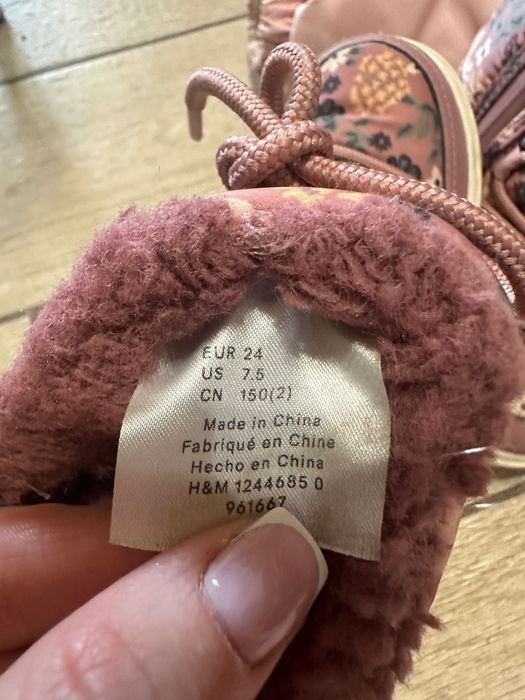 EUR 24
US 7.5
CN 150(2)
Made in China
Fabriqué en Chine
Hecho en China
H&M 1244685 0
961667